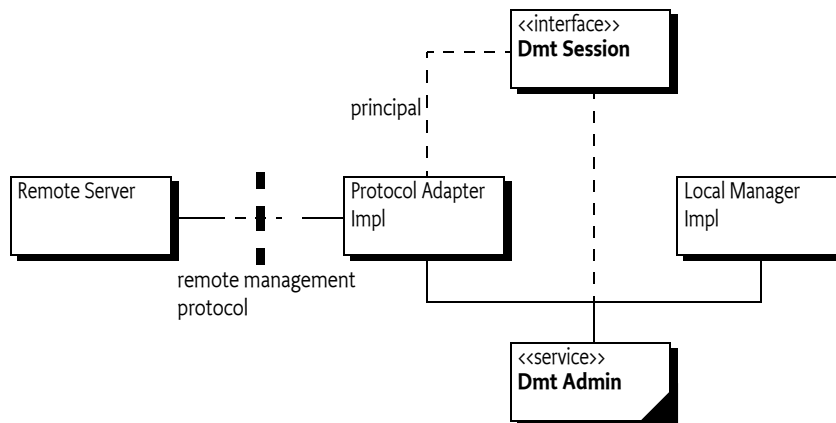 <<interface>>
Dmt Session
principal
Remote Server
Protocol Adapter
Impl
Local Manager
Impl
remote management
protocol
<<service>>
Dmt Admin